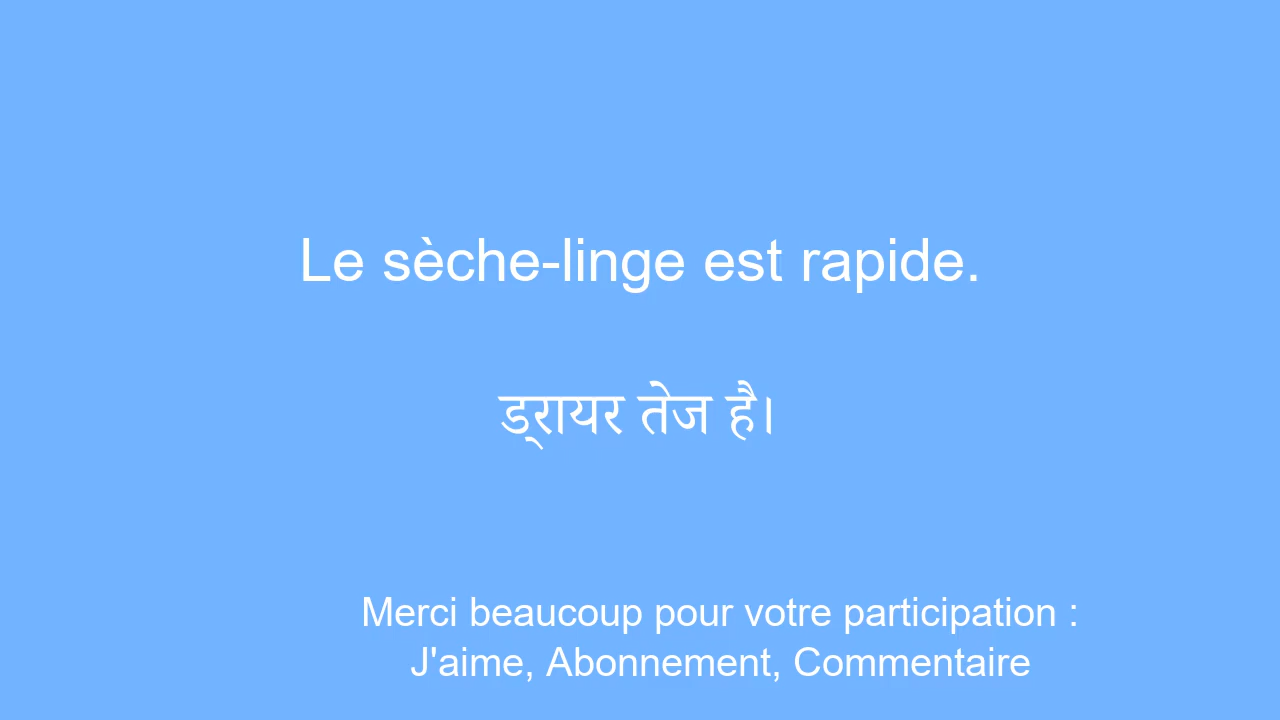 Le sèche-linge est rapide.
ड्रायर तेज है।
Merci beaucoup pour votre participation :
J'aime, Abonnement, Commentaire